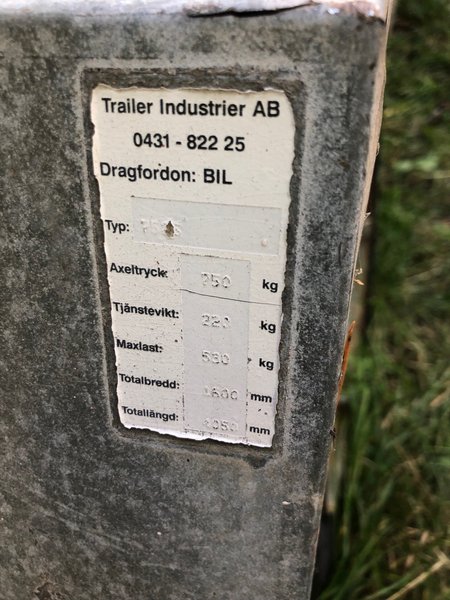 Trailer Industrier AB
0431 - 822 25
Dragfordon: BIL
Typ:
Axeltryck: 750 kg
Tjänstevikt: 220 kg
Maxlast: 530 kg
Totalbredd: 1600 mm
Totallängd: mm